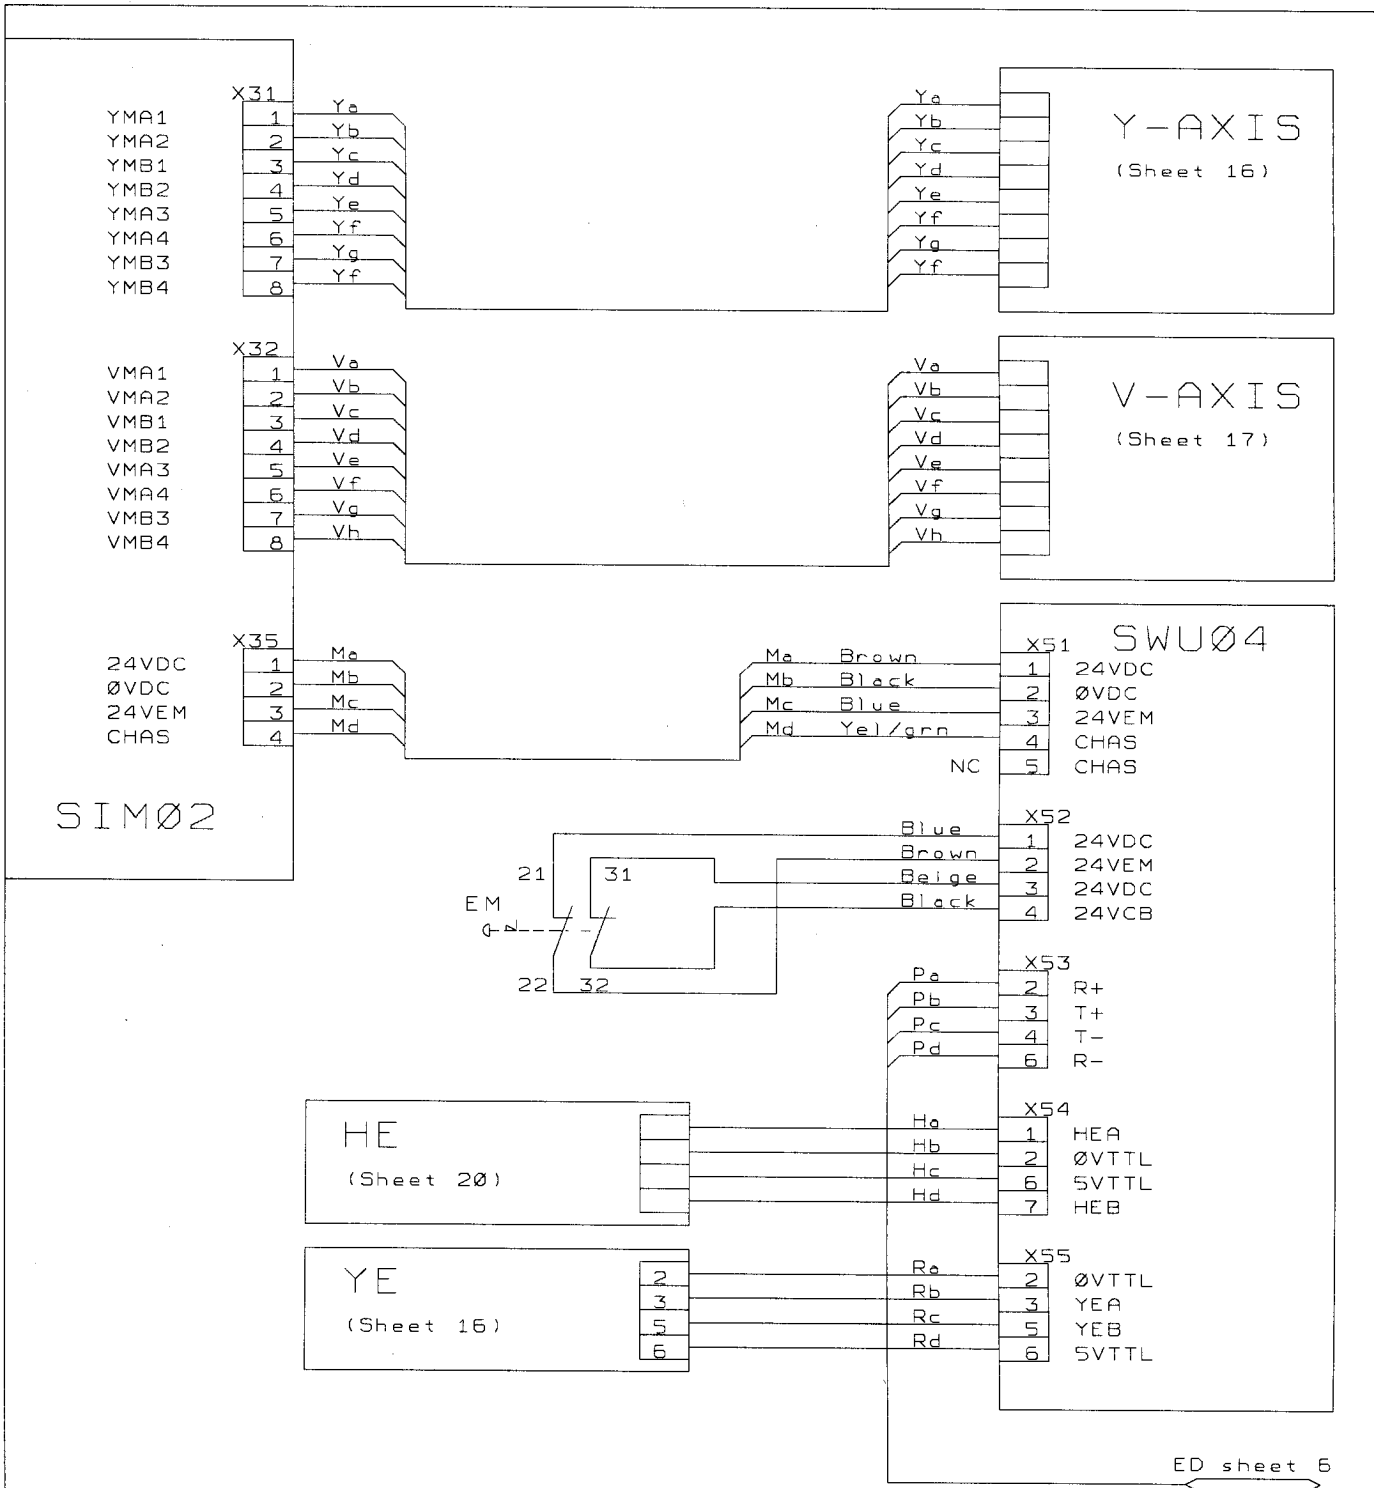 X31
YMA1 1 Ya
YMA2 2 Yb
YMB1 3 Yc
YMB2 4 Yd
YMA3 5 Ye
YMA4 6 Yf
YMB3 7 Yg
YMB4 8 Yf
Ya
Yb
Yc
Yd
Ye
Yf
Yg
Yf
Y-AXIS
(Sheet 16)
X32
VMA1 1 Va
VMA2 2 Vb
VMB1 3 Vc
VMB2 4 Vd
VMA3 5 Ve
VMA4 6 Vf
VMB3 7 Vg
VMB4 8 Vh
Va
Vb
Vc
Vd
Ve
Vf
Vg
Vh
V-AXIS
(Sheet 17)
X35
24VDC 1 Ma
ØVDC 2 Mb
24VEM 3 Mc
CHAS 4 Md
SIMØ2
SWUØ4
X51
Ma Brown 1 24VDC
Mb Black 2 ØVDC
Mc Blue 3 24VEM
Md Yel/grn 4 CHAS
NC 5 CHAS
X52
Blue 1 24VDC
Brown 2 24VEM
Beige 3 24VDC
Black 4 24VCB
21 31
EM
22 32
X53
Pa 2 R+
Pb 3 T+
Pc 4 T-
Pd 6 R-
HE
(Sheet 20)
X54
Ha 1 HEA
Hb 2 ØVTTL
Hc 6 5VTTL
Hd 7 HEB
YE
(Sheet 16)
X55
2 Ra 2 ØVTTL
3 Rb 3 YEA
5 Rc 5 YEB
6 Rd 6 5VTTL
ED sheet 6